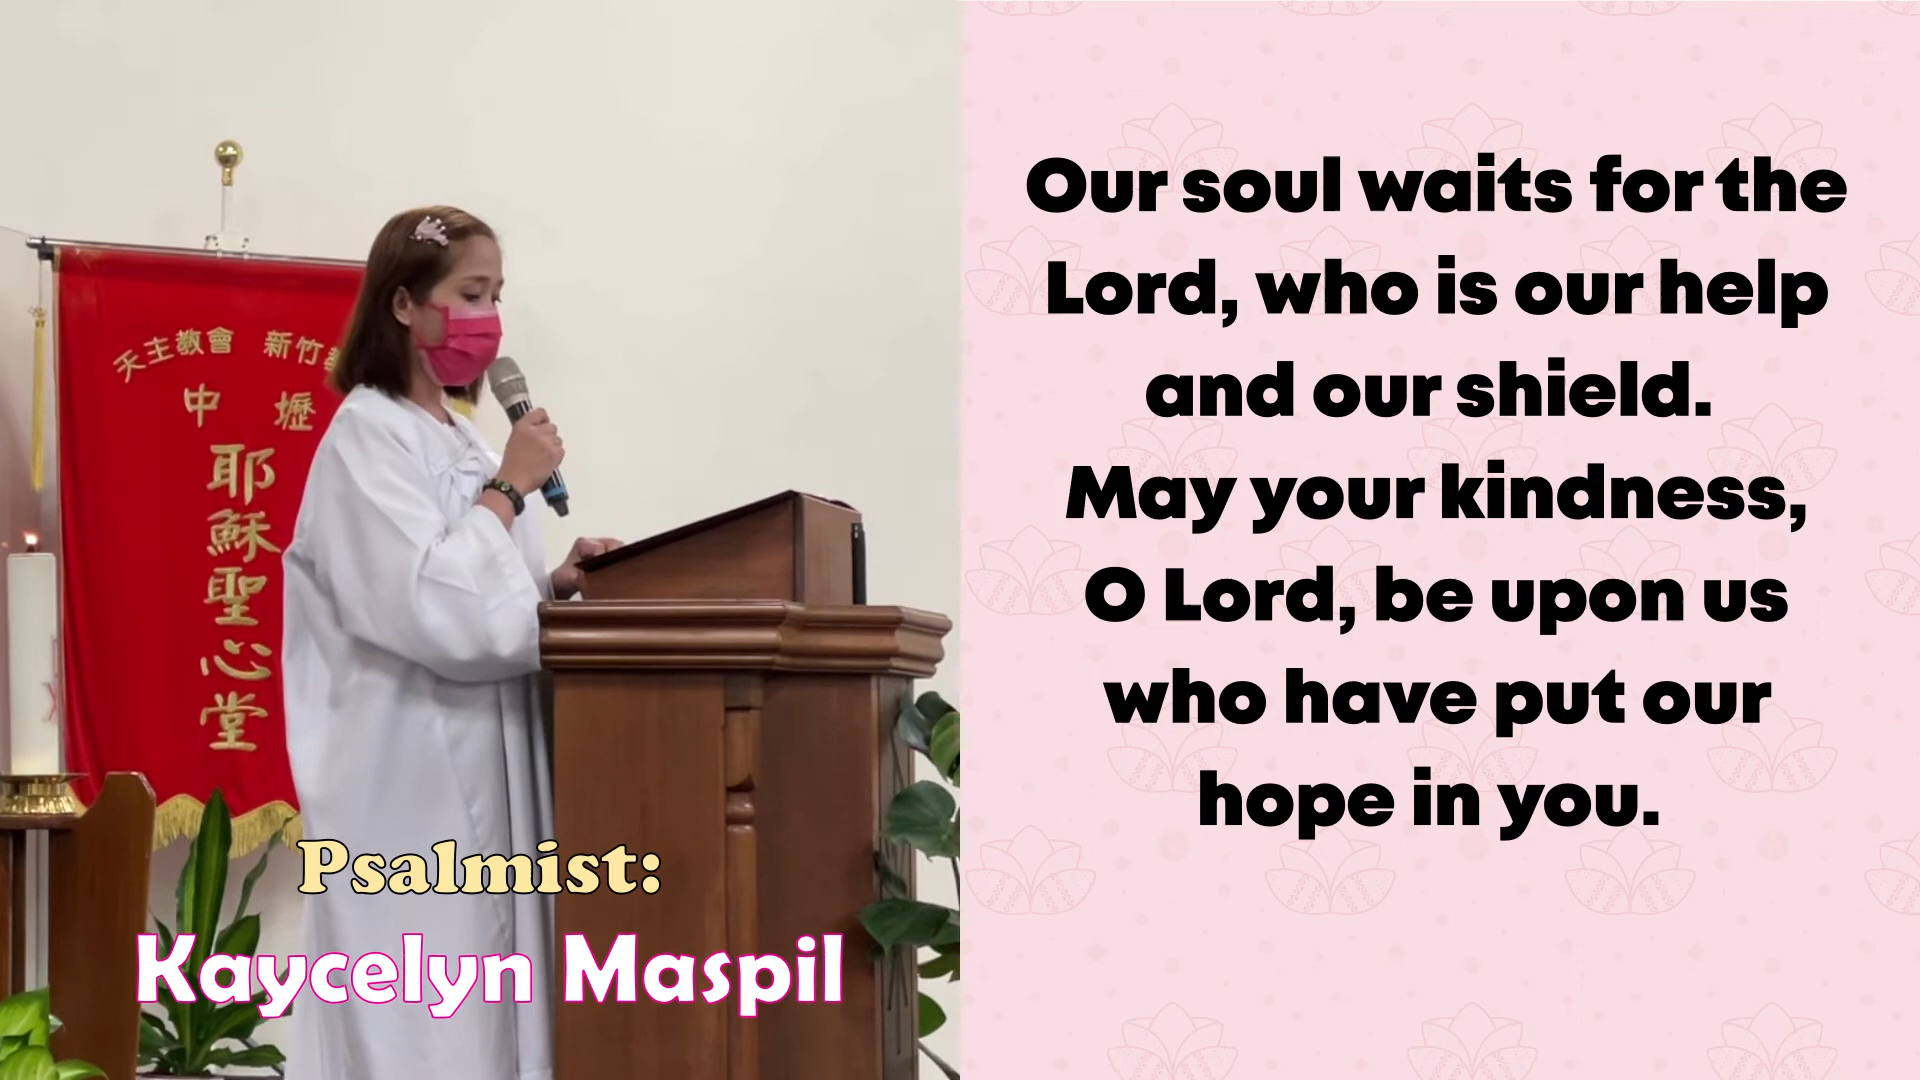 天主教會 新竹
中壢
耶穌聖心堂
Psalmist:
Kaycelyn Maspil
Our soul waits for the
Lord, who is our help
and our shield.
May your kindness,
O Lord, be upon us
who have put our
hope in you.